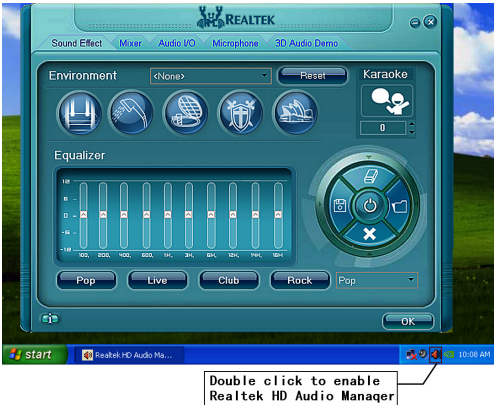 REALTEK
Sound Effect Mixer Audio I/O Microphone 3D Audio Demo
Environment <None> Reset Karaoke
0
Equalizer
12
6
0
-6
-12
100, 200, 400, 600, 1K, 3K, 6K, 12K, 14K, 16K
Pop Live Club Rock Pop
i
OK
start Realtek HD Audio Ma... 10:08 AM
Double click to enable
Realtek HD Audio Manager